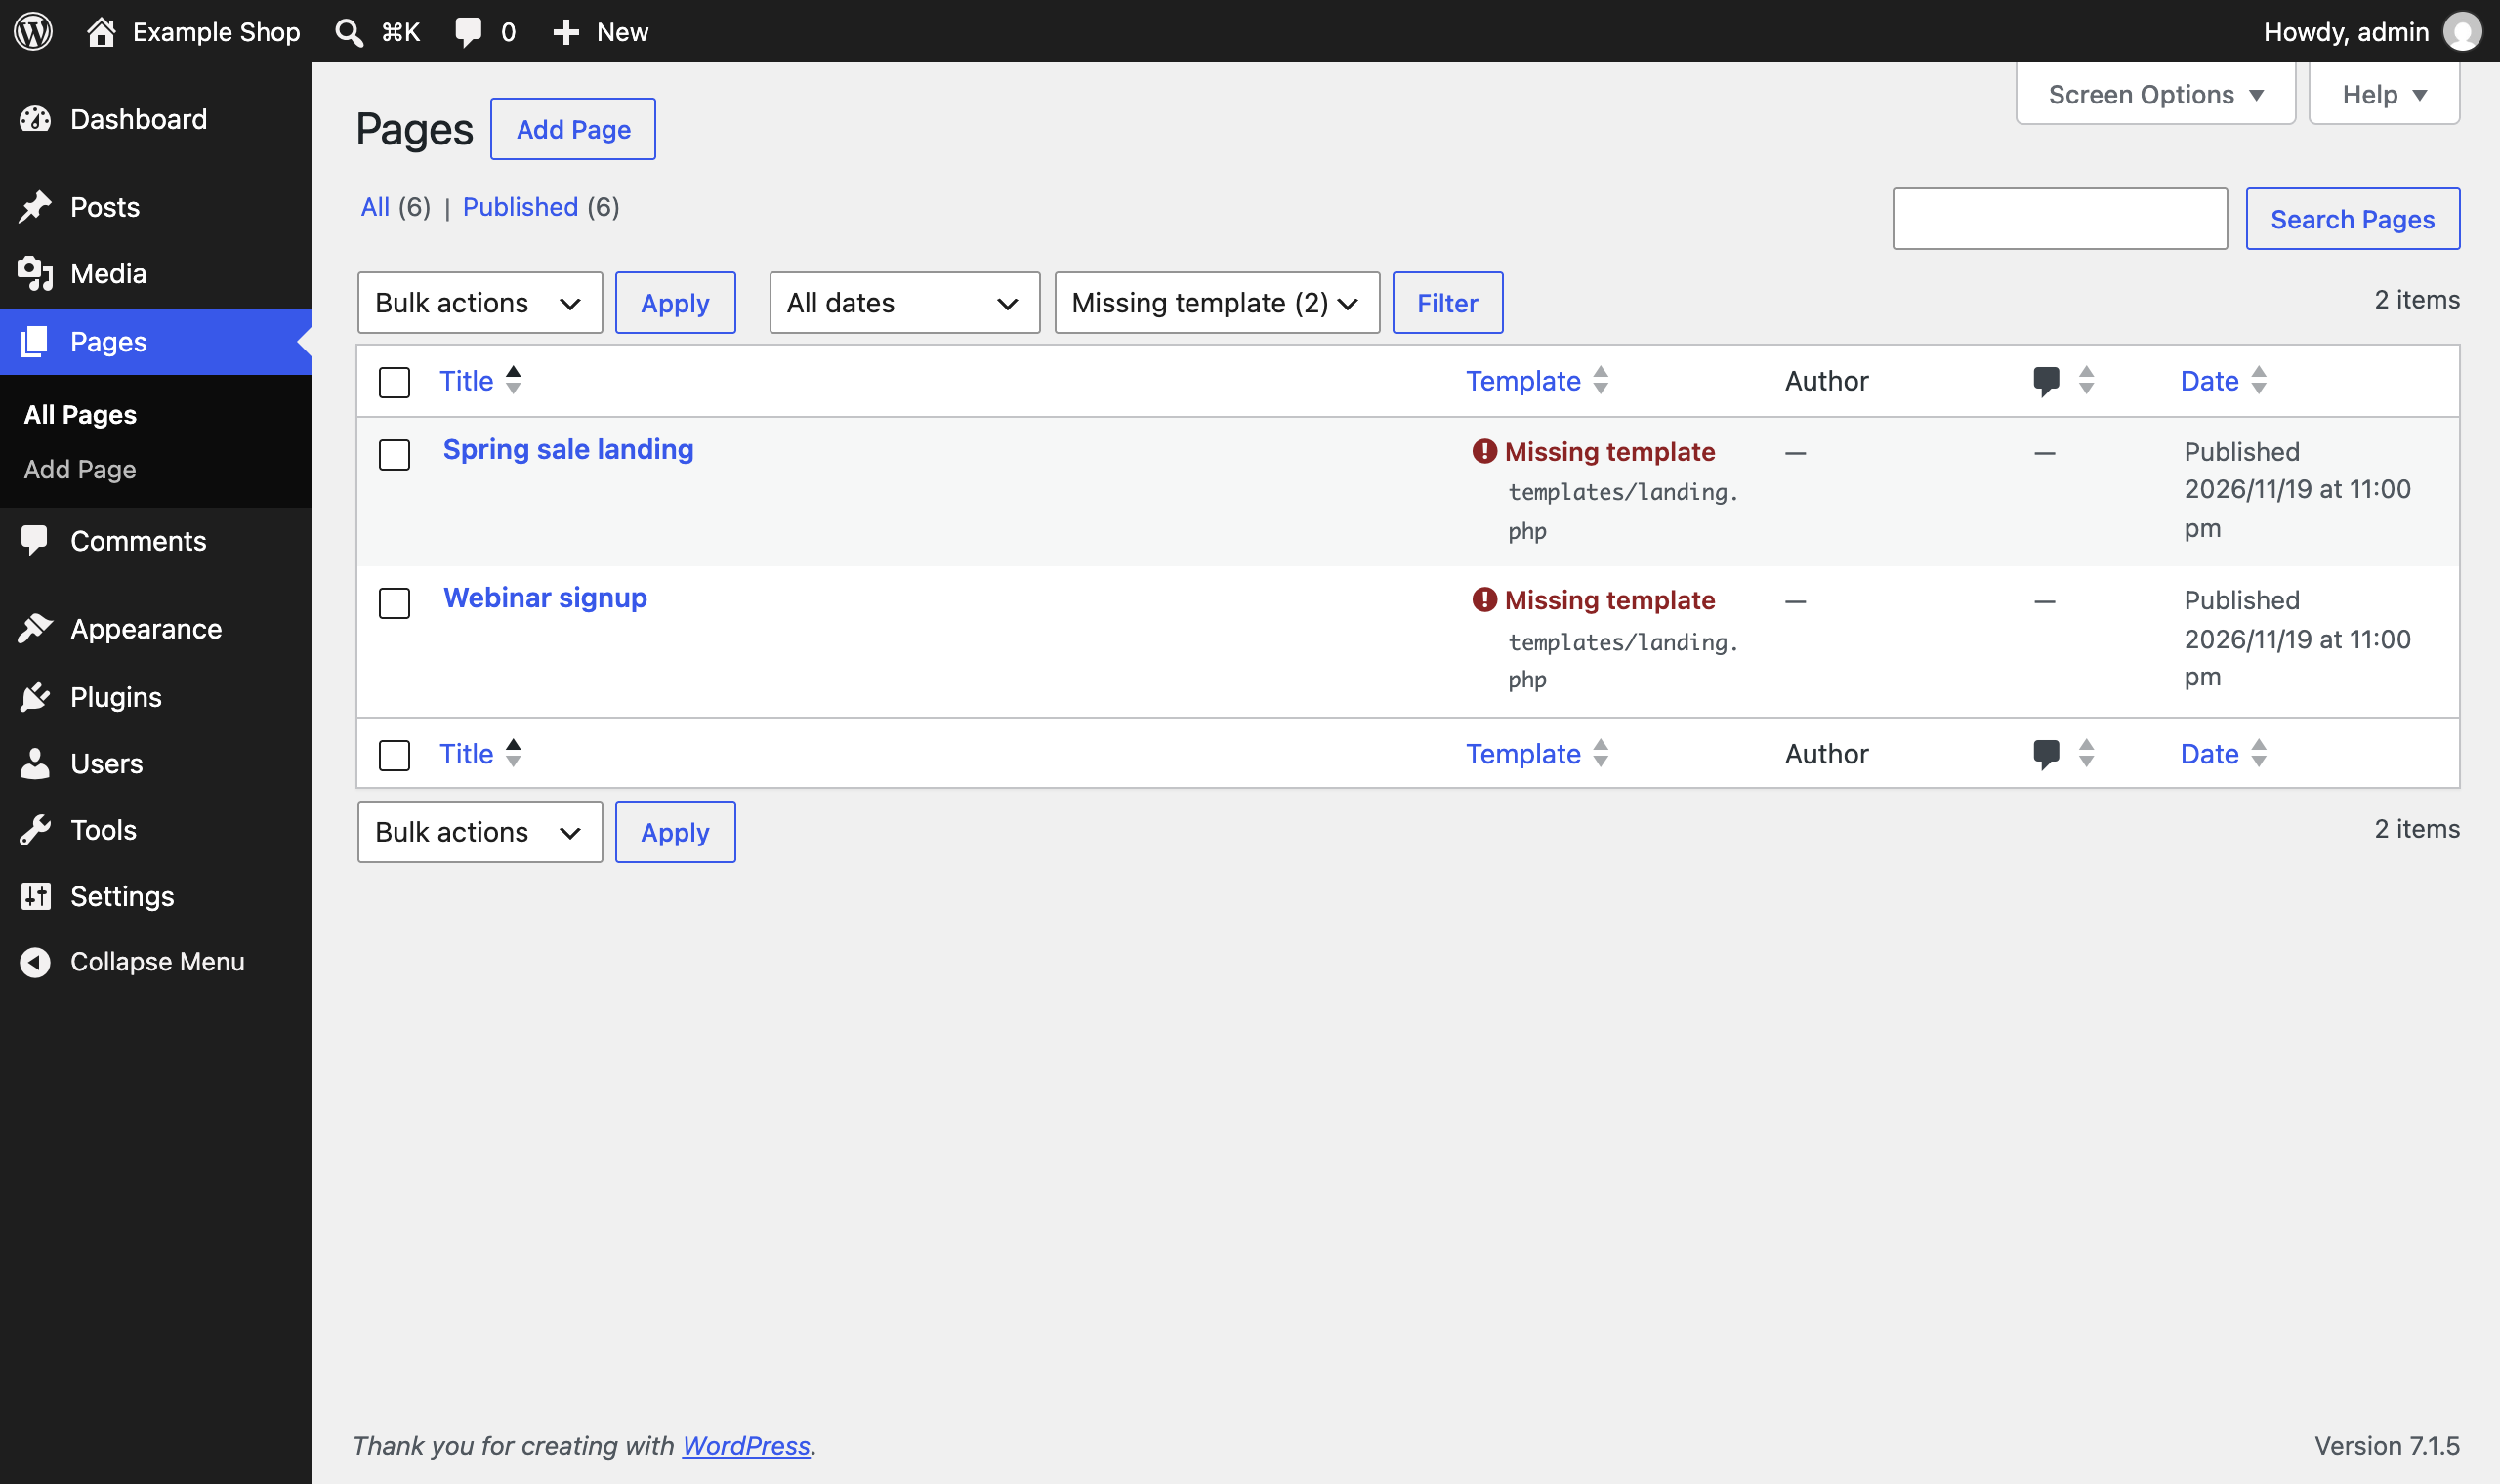 Example Shop ⌘K 0 New Howdy, admin
Dashboard
Posts
Media
Pages
All Pages
Add Page
Comments
Appearance
Plugins
Users
Tools
Settings
Collapse Menu
Screen Options Help
Pages Add Page
All (6) | Published (6)
Search Pages
Bulk actions Apply All dates Missing template (2) Filter 2 items
Title Template Author Date
Spring sale landing Missing template — — Published
templates/landing. 2026/11/19 at 11:00
php pm
Webinar signup Missing template — — Published
templates/landing. 2026/11/19 at 11:00
php pm
Title Template Author Date
Bulk actions Apply 2 items
Thank you for creating with WordPress. Version 7.1.5